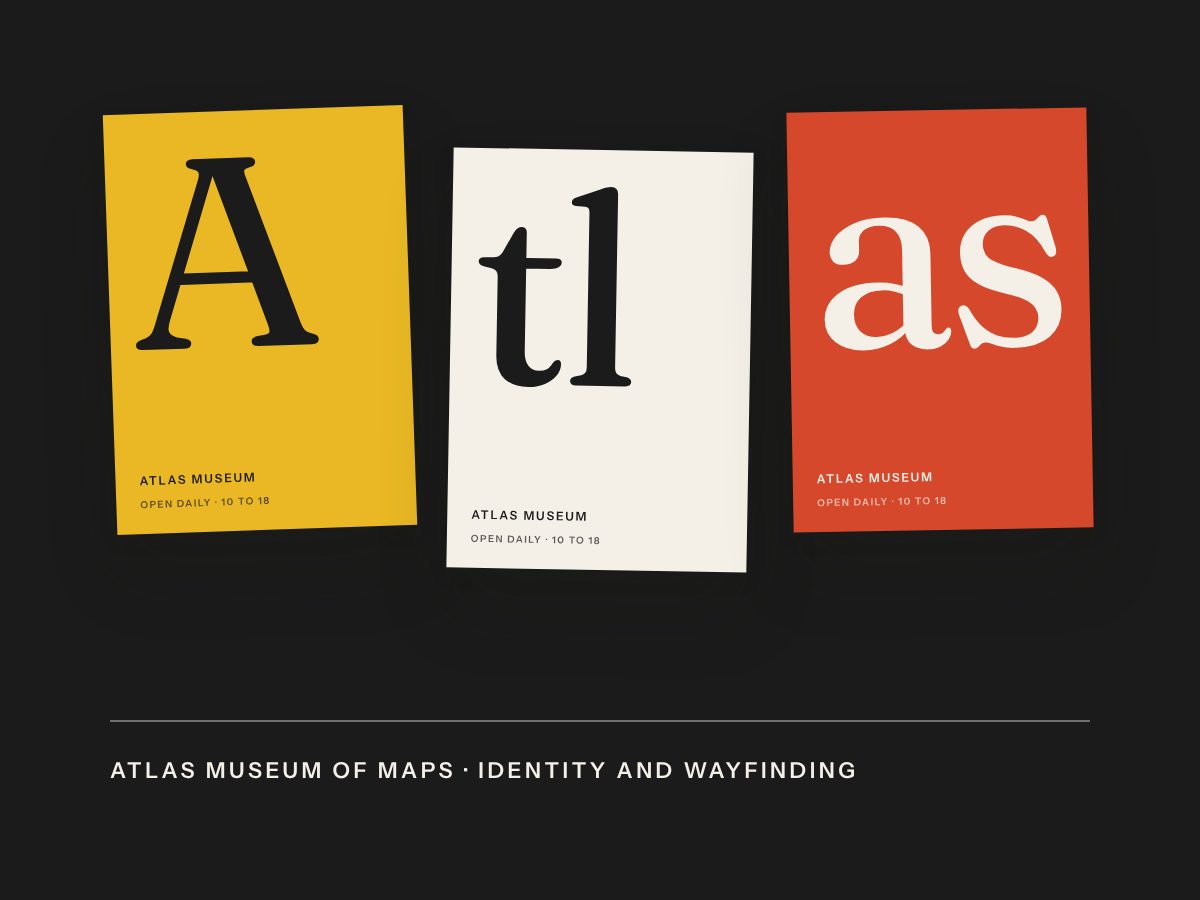 A
ATLAS MUSEUM
OPEN DAILY · 10 TO 18
tl
ATLAS MUSEUM
OPEN DAILY · 10 TO 18
as
ATLAS MUSEUM
OPEN DAILY · 10 TO 18
ATLAS MUSEUM OF MAPS · IDENTITY AND WAYFINDING